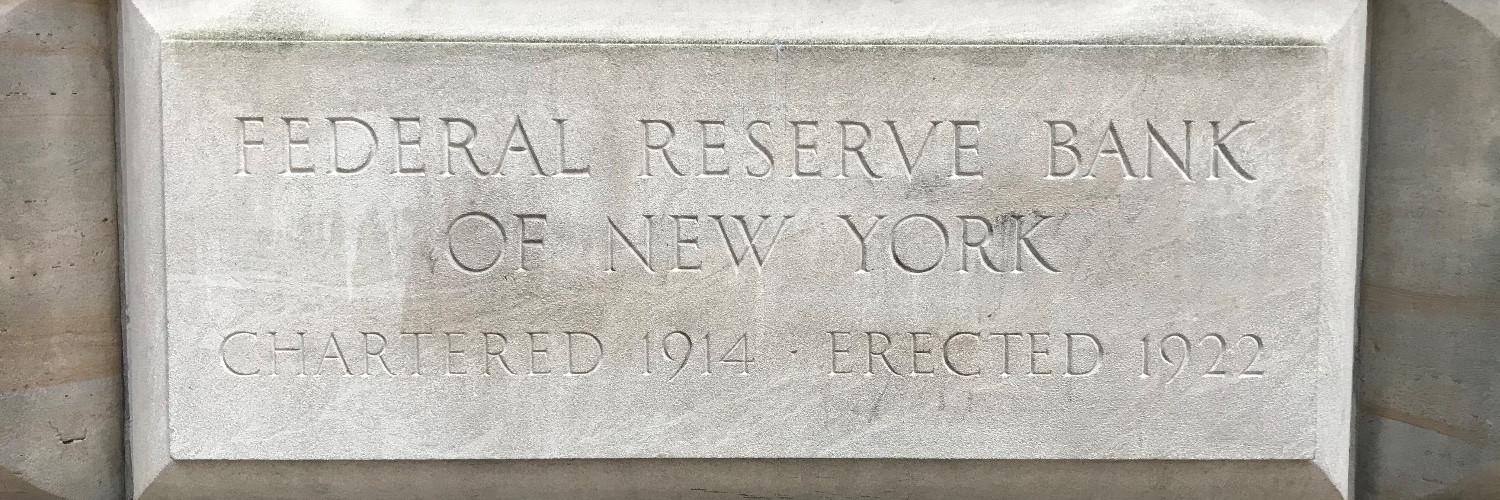 FEDERAL RESERVE BANK
OF NEW YORK
CHARTERED 1914 · ERECTED 1922